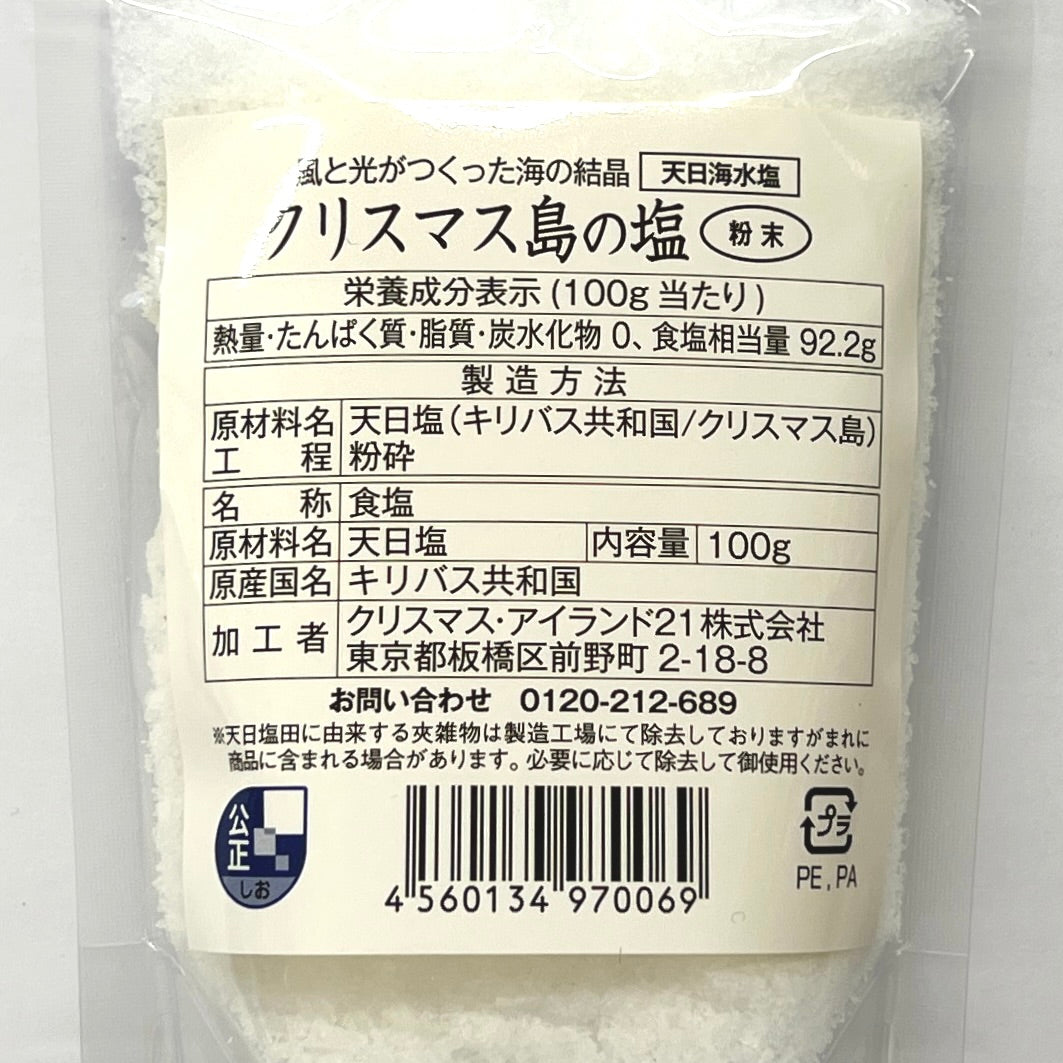 風と光がつくった海の結晶 天日海水塩
クリスマス島の塩 粉末
栄養成分表示(100g 当たり)
熱量・たんぱく質・脂質・炭水化物 0、食塩相当量 92.2g
製造方法
原材料名 天日塩(キリバス共和国/クリスマス島)
工程 粉砕
名称 食塩
原材料名 天日塩 内容量 100g
原産国名 キリバス共和国
加工者 クリスマス・アイランド21株式会社
東京都板橋区前野町 2-18-8
お問い合わせ 0120-212-689
※天日塩田に由来する夾雑物は製造工場にて除去しておりますがまれに
商品に含まれる場合があります。必要に応じて除去して御使用ください。
公正
しお
4560134970069
プラ
PE, PA